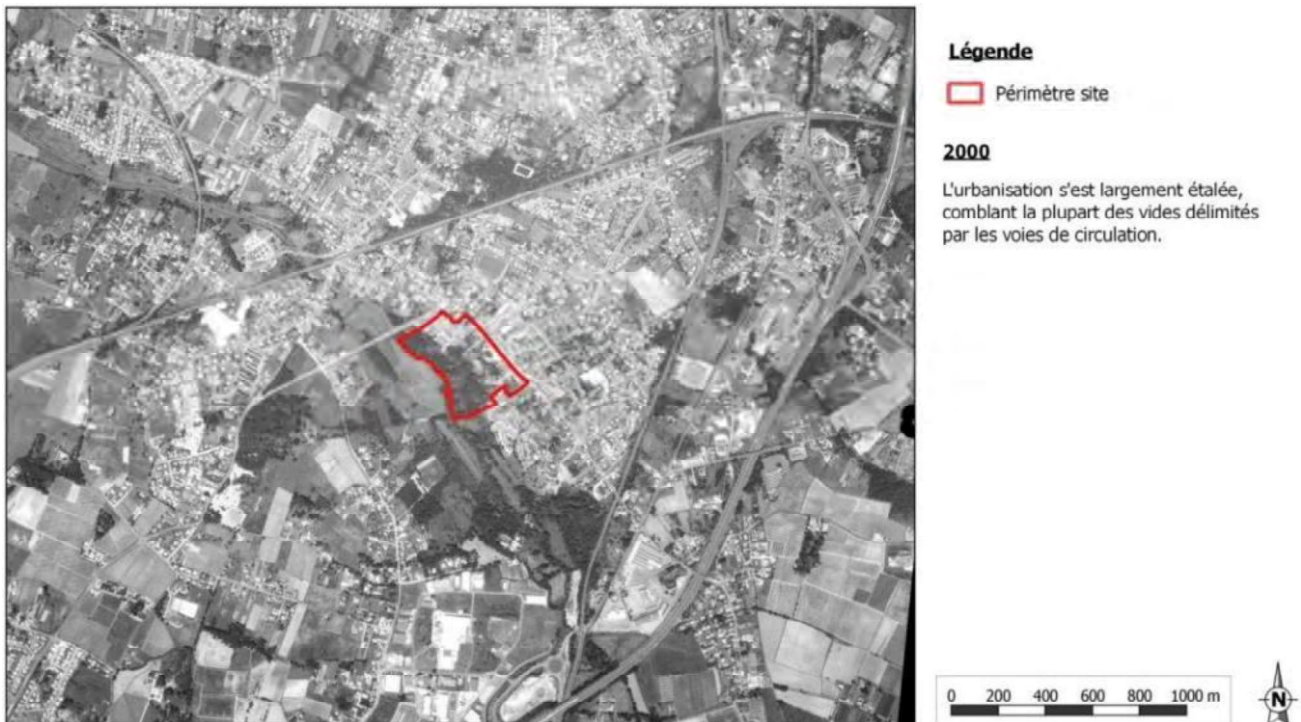 Légende
Périmètre site
2000
L'urbanisation s'est largement étalée,
comblant la plupart des vides délimités
par les voies de circulation.
0 200 400 600 800 1000 m
N